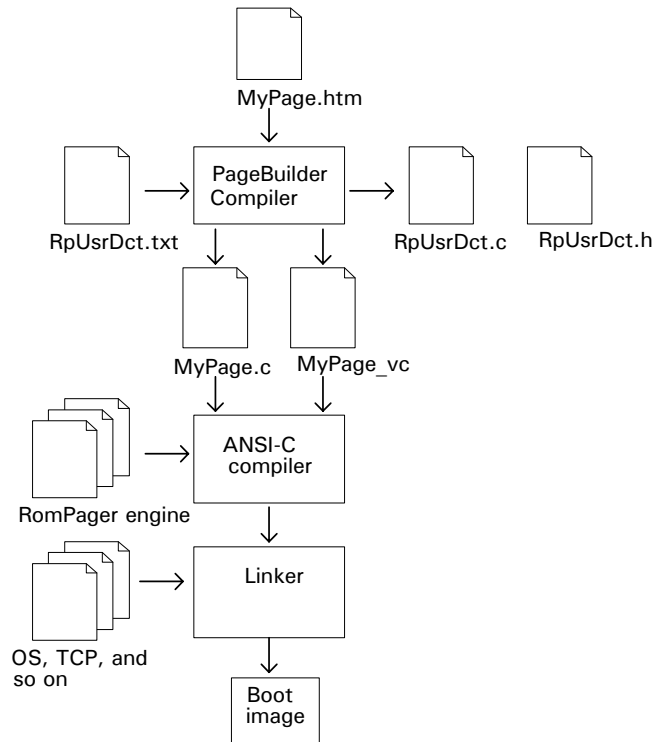 MyPage.htm
PageBuilder
Compiler
RpUsrDct.txt
RpUsrDct.c
RpUsrDct.h
MyPage.c
MyPage_vc
ANSI-C
compiler
RomPager engine
Linker
OS, TCP, and
so on
Boot
image